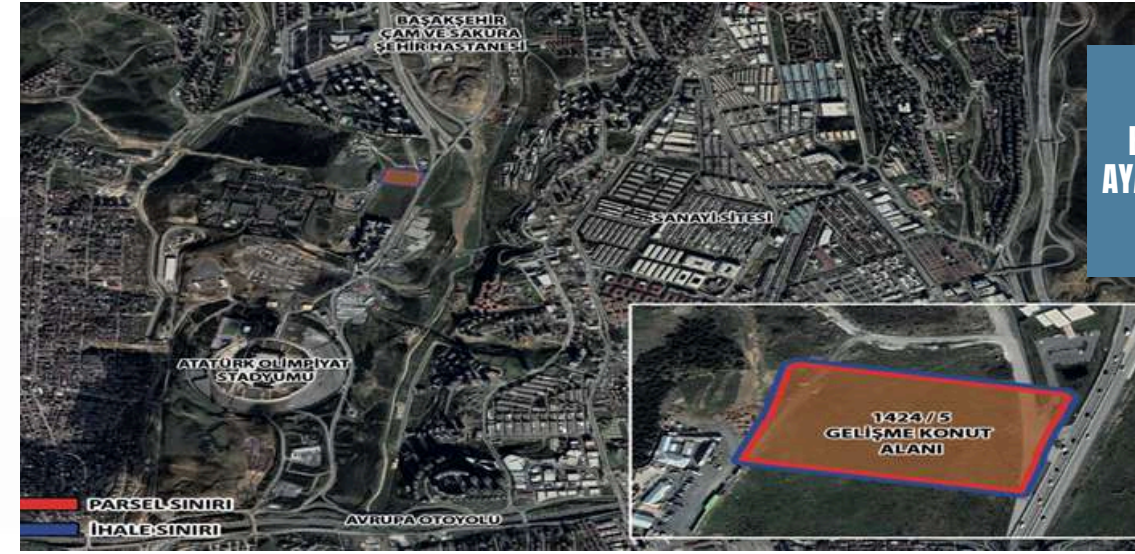 BAŞAKŞEHİR
ÇAM VE SAKURA
ŞEHİR HASTANESİ
SANAYİ SİTESİ
ATATÜRK OLİMPİYAT
STADYUMU
1424 / 5
GELİŞME KONUT
ALANI
PARSEL SINIRI
İHALE SINIRI
AVRUPA OTOYOLU